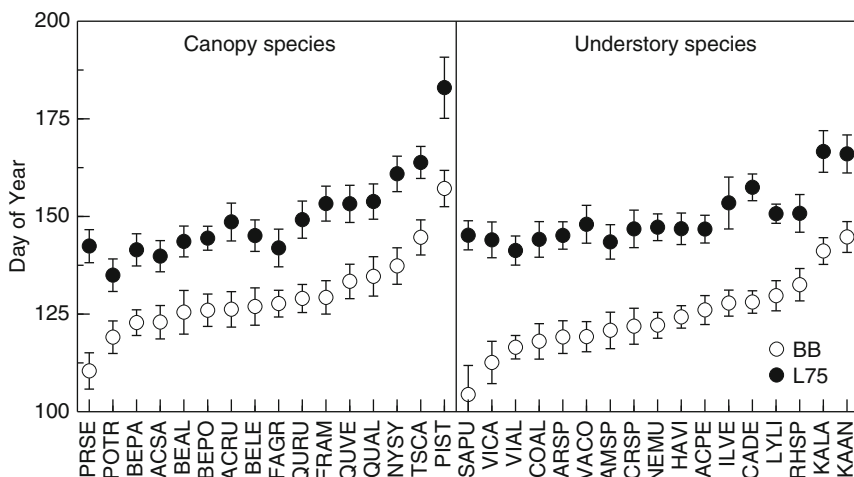 200
175
150
125
100
Day of Year
Canopy species
Understory species
BB
L75
PRSE
POTR
BEPA
ACSA
BEAL
BEPO
ACRU
BELE
FAGR
QURU
FRAM
QUVE
QUAL
NYSY
TSCA
PIST
SAPU
VICA
VIAL
COAL
ARSP
VACO
AMSP
CRSP
NEMU
HAVI
ACPE
ILVE
CADE
LYLI
RHSP
KALA
KAAN